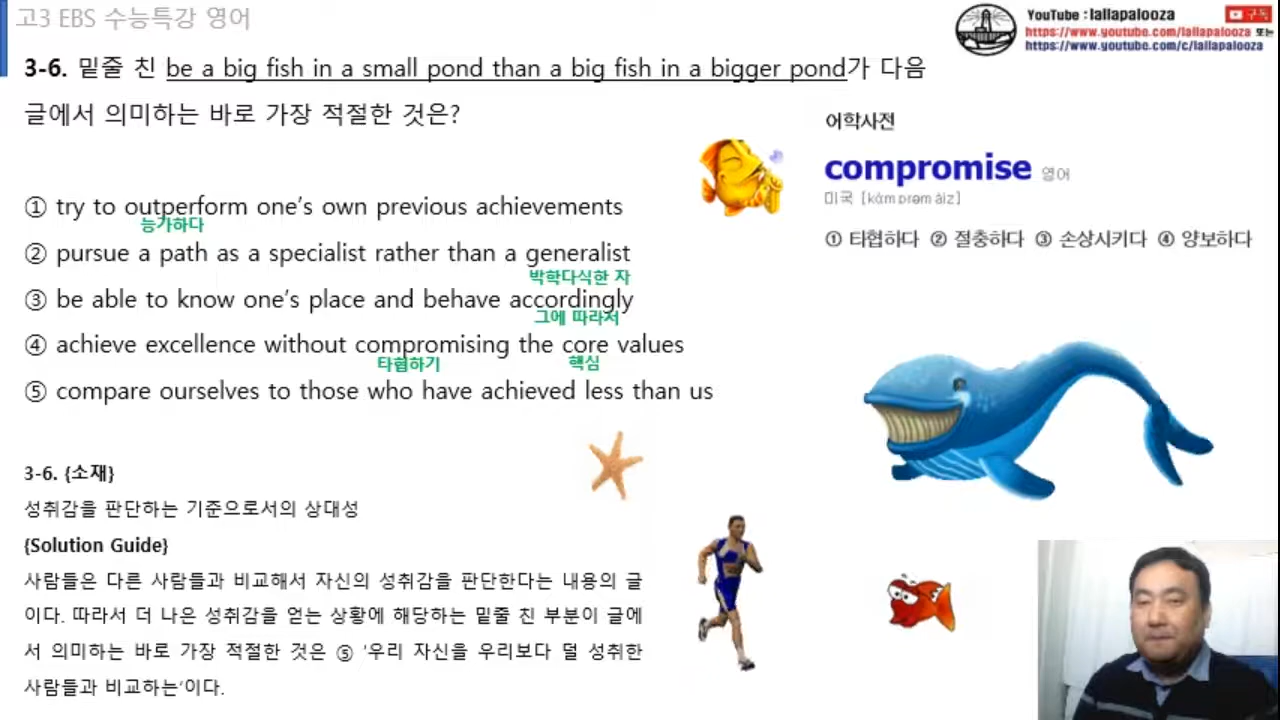 고3 EBS 수능특강 영어
YouTube : lallapalooza
구독
https://www.youtube.com/lallapalooza 또는
https://www.youtube.com/c/lallapalooza
3-6. 밑줄 친 be a big fish in a small pond than a big fish in a bigger pond가 다음
글에서 의미하는 바로 가장 적절한 것은?
어학사전
compromise 영어
미국 [kάmprəmàiz]
① 타협하다 ② 절충하다 ③ 손상시키다 ④ 양보하다
① try to outperform one's own previous achievements
능가하다
② pursue a path as a specialist rather than a generalist
박학다식한 자
③ be able to know one's place and behave accordingly
그에 따라서
④ achieve excellence without compromising the core values
타협하기 핵심
⑤ compare ourselves to those who have achieved less than us
3-6. {소재}
성취감을 판단하는 기준으로서의 상대성
{Solution Guide}
사람들은 다른 사람들과 비교해서 자신의 성취감을 판단한다는 내용의 글
이다. 따라서 더 나은 성취감을 얻는 상황에 해당하는 밑줄 친 부분이 글에
서 의미하는 바로 가장 적절한 것은 ⑤ '우리 자신을 우리보다 덜 성취한
사람들과 비교하는'이다.